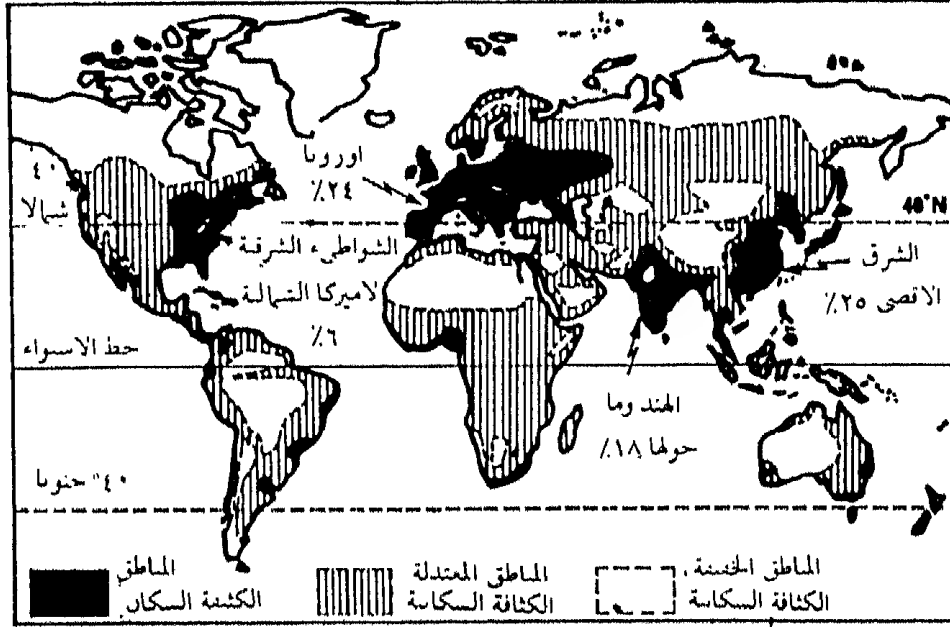 اوروبا
٢٤٪
٤٠°
شمالا
40°N
الشواطىء الشرقية
لاميركا الشمالية
٦٪
الشرق
الاقصى ٢٥٪
خط الاستواء
الهند وما
حولها ١٨٪
٤٠° جنوبا
المناطق
الكثيفة السكان
المناطق المعتدلة
الكثافة السكانية
المناطق الخفيفة
الكثافة السكانية